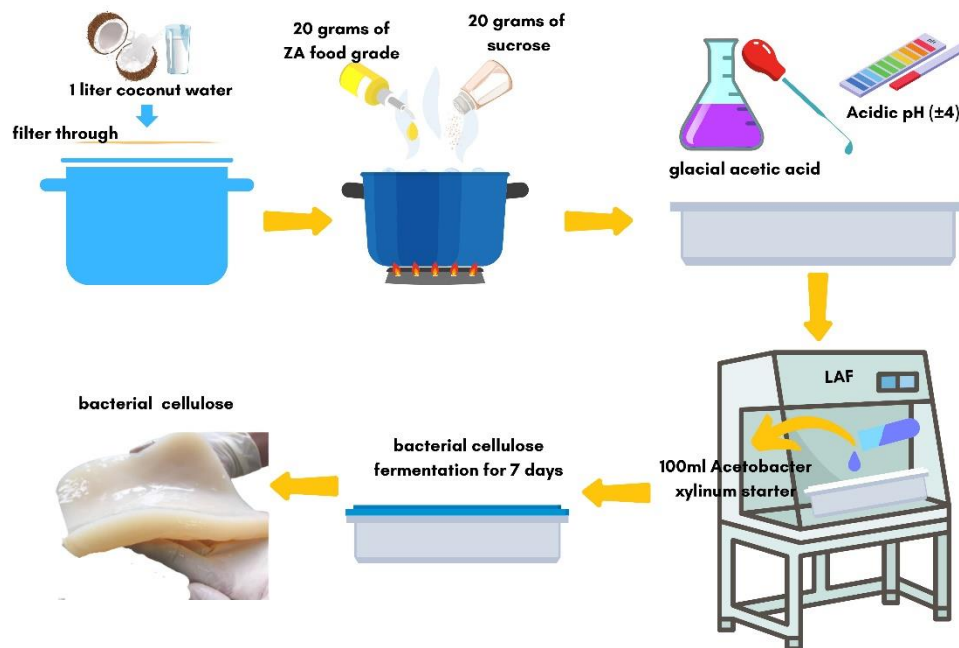 1 liter coconut water
filter through
20 grams of
ZA food grade
20 grams of
sucrose
glacial acetic acid
Acidic pH (±4)
LAF
100ml Acetobacter
xylinum starter
bacterial cellulose
fermentation for 7 days
bacterial cellulose